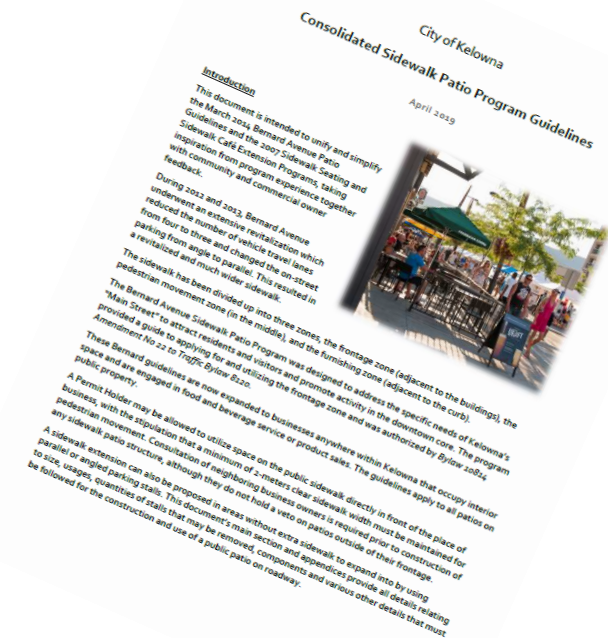 City of Kelowna
Consolidated Sidewalk Patio Program Guidelines
April 2019
Introduction
This document is intended to unify and simplify
the March 2014 Bernard Avenue Patio
Guidelines and the 2007 Sidewalk Seating and
Sidewalk Café Extension Programs, taking
inspiration from program experience together
with community and commercial owner
feedback.
During 2012 and 2013, Bernard Avenue
underwent an extensive revitalization which
reduced the number of vehicle travel lanes
from four to three and changed the on-street
parking from angle to parallel. This resulted in
a revitalized and much wider sidewalk.
The sidewalk has been divided up into three zones, the frontage zone (adjacent to the buildings), the
pedestrian movement zone (in the middle), and the furnishing zone (adjacent to the curb).
The Bernard Avenue Sidewalk Patio Program was designed to address the specific needs of Kelowna's
"Main Street" to attract residents and visitors and promote activity in the downtown core. The program
provided a guide to applying for and utilizing the frontage zone and was authorized by Bylaw 10814
Amendment No 22 to Traffic Bylaw 8120.
These Bernard guidelines are now expanded to businesses anywhere within Kelowna that occupy interior
space and are engaged in food and beverage service or product sales. The guidelines apply to all patios on
public property.
A Permit Holder may be allowed to utilize space on the public sidewalk directly in front of the place of
business, with the stipulation that a minimum of 2-meters clear sidewalk width must be maintained for
pedestrian movement. Consultation of neighboring business owners is required prior to construction of
any sidewalk patio structure, although they do not hold a veto on patios outside of their frontage.
A sidewalk extension can also be proposed in areas without extra sidewalk to expand into by using
parallel or angled parking stalls. This document's main section and appendices provide all details relating
to size, usages, quantities of stalls that may be removed, components and various other details that must
be followed for the construction and use of a public patio on roadway.